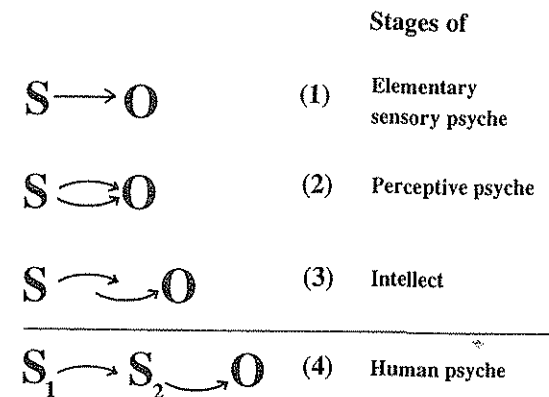 Stages of
S O (1) Elementary
sensory psyche
S O (2) Perceptive psyche
S O (3) Intellect
S1 S2 O (4) Human psyche